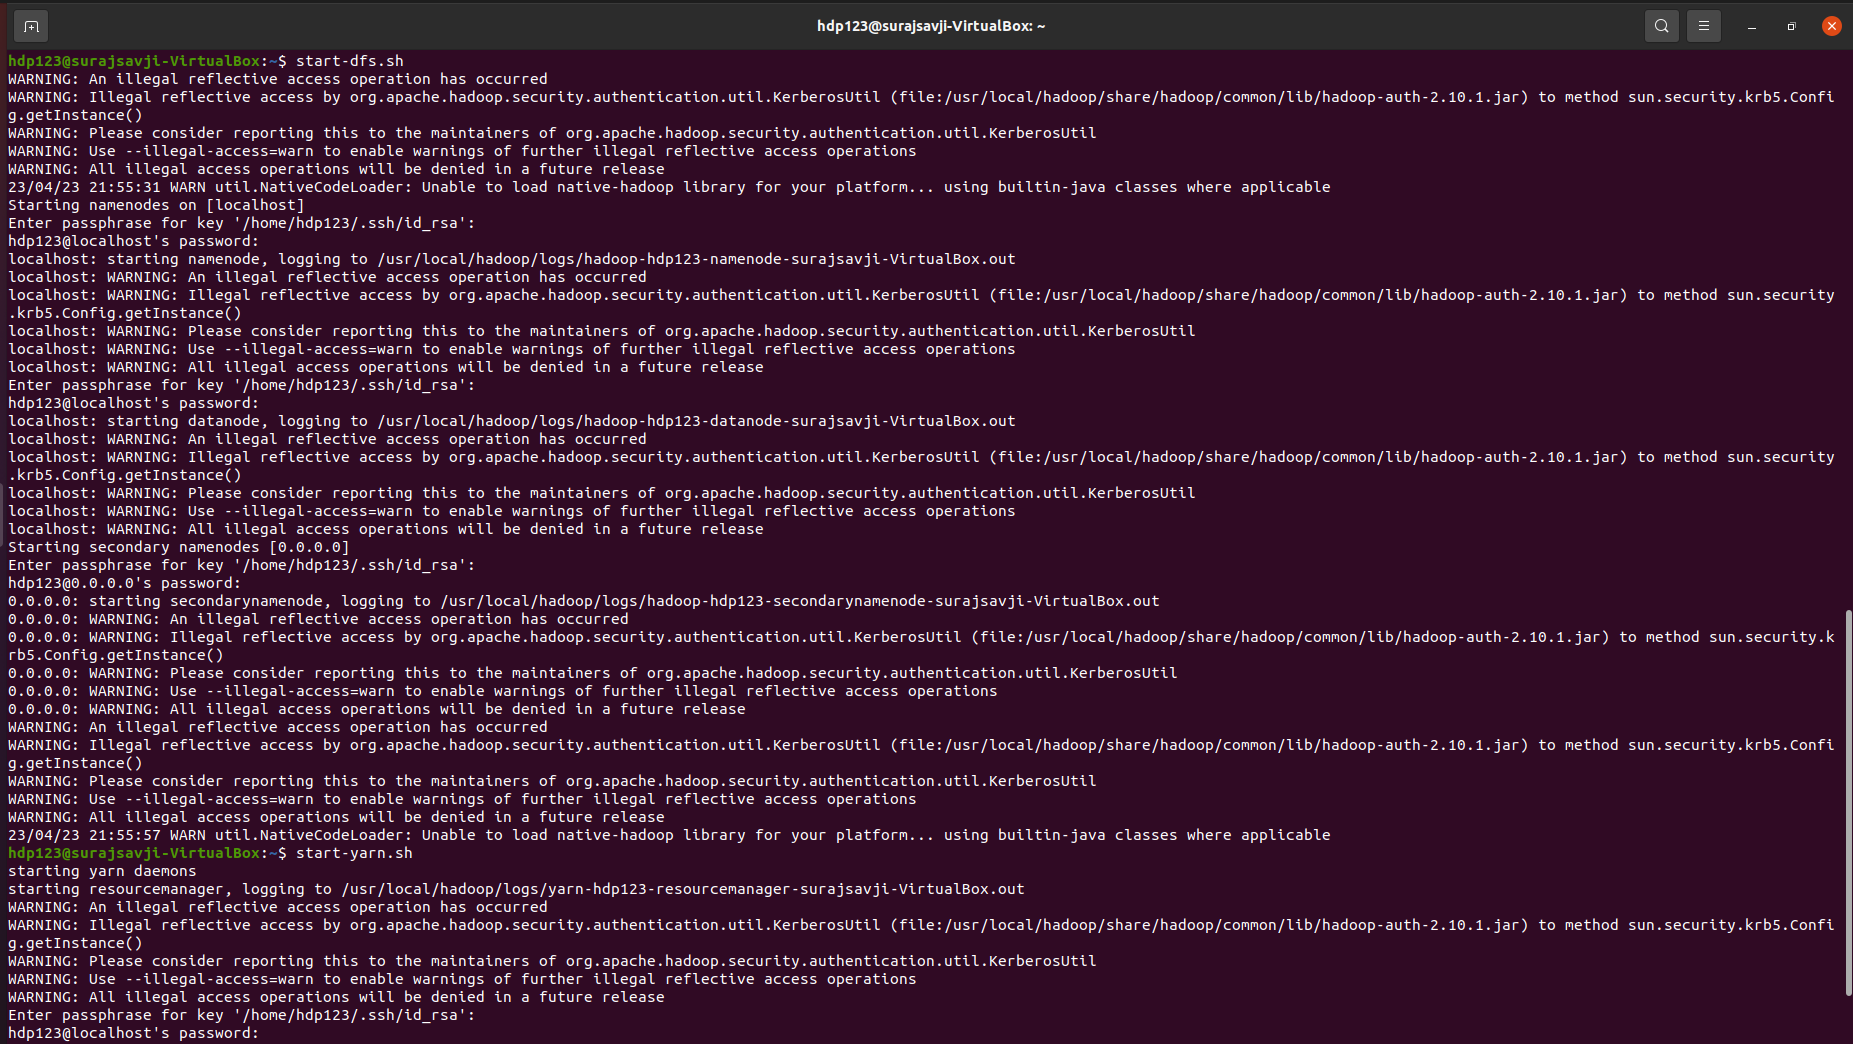 hdp123@surajsavji-VirtualBox: ~
hdp123@surajsavji-VirtualBox:~$ start-dfs.sh
WARNING: An illegal reflective access operation has occurred
WARNING: Illegal reflective access by org.apache.hadoop.security.authentication.util.KerberosUtil (file:/usr/local/hadoop/share/hadoop/common/lib/hadoop-auth-2.10.1.jar) to method sun.security.krb5.Confi
g.getInstance()
WARNING: Please consider reporting this to the maintainers of org.apache.hadoop.security.authentication.util.KerberosUtil
WARNING: Use --illegal-access=warn to enable warnings of further illegal reflective access operations
WARNING: All illegal access operations will be denied in a future release
23/04/23 21:55:31 WARN util.NativeCodeLoader: Unable to load native-hadoop library for your platform... using builtin-java classes where applicable
Starting namenodes on [localhost]
Enter passphrase for key '/home/hdp123/.ssh/id_rsa':
hdp123@localhost's password:
localhost: starting namenode, logging to /usr/local/hadoop/logs/hadoop-hdp123-namenode-surajsavji-VirtualBox.out
localhost: WARNING: An illegal reflective access operation has occurred
localhost: WARNING: Illegal reflective access by org.apache.hadoop.security.authentication.util.KerberosUtil (file:/usr/local/hadoop/share/hadoop/common/lib/hadoop-auth-2.10.1.jar) to method sun.security
.krb5.Config.getInstance()
localhost: WARNING: Please consider reporting this to the maintainers of org.apache.hadoop.security.authentication.util.KerberosUtil
localhost: WARNING: Use --illegal-access=warn to enable warnings of further illegal reflective access operations
localhost: WARNING: All illegal access operations will be denied in a future release
Enter passphrase for key '/home/hdp123/.ssh/id_rsa':
hdp123@localhost's password:
localhost: starting datanode, logging to /usr/local/hadoop/logs/hadoop-hdp123-datanode-surajsavji-VirtualBox.out
localhost: WARNING: An illegal reflective access operation has occurred
localhost: WARNING: Illegal reflective access by org.apache.hadoop.security.authentication.util.KerberosUtil (file:/usr/local/hadoop/share/hadoop/common/lib/hadoop-auth-2.10.1.jar) to method sun.security
.krb5.Config.getInstance()
localhost: WARNING: Please consider reporting this to the maintainers of org.apache.hadoop.security.authentication.util.KerberosUtil
localhost: WARNING: Use --illegal-access=warn to enable warnings of further illegal reflective access operations
localhost: WARNING: All illegal access operations will be denied in a future release
Starting secondary namenodes [0.0.0.0]
Enter passphrase for key '/home/hdp123/.ssh/id_rsa':
hdp123@0.0.0.0's password:
0.0.0.0: starting secondarynamenode, logging to /usr/local/hadoop/logs/hadoop-hdp123-secondarynamenode-surajsavji-VirtualBox.out
0.0.0.0: WARNING: An illegal reflective access operation has occurred
0.0.0.0: WARNING: Illegal reflective access by org.apache.hadoop.security.authentication.util.KerberosUtil (file:/usr/local/hadoop/share/hadoop/common/lib/hadoop-auth-2.10.1.jar) to method sun.security.k
rb5.Config.getInstance()
0.0.0.0: WARNING: Please consider reporting this to the maintainers of org.apache.hadoop.security.authentication.util.KerberosUtil
0.0.0.0: WARNING: Use --illegal-access=warn to enable warnings of further illegal reflective access operations
0.0.0.0: WARNING: All illegal access operations will be denied in a future release
WARNING: An illegal reflective access operation has occurred
WARNING: Illegal reflective access by org.apache.hadoop.security.authentication.util.KerberosUtil (file:/usr/local/hadoop/share/hadoop/common/lib/hadoop-auth-2.10.1.jar) to method sun.security.krb5.Confi
g.getInstance()
WARNING: Please consider reporting this to the maintainers of org.apache.hadoop.security.authentication.util.KerberosUtil
WARNING: Use --illegal-access=warn to enable warnings of further illegal reflective access operations
WARNING: All illegal access operations will be denied in a future release
23/04/23 21:55:57 WARN util.NativeCodeLoader: Unable to load native-hadoop library for your platform... using builtin-java classes where applicable
hdp123@surajsavji-VirtualBox:~$ start-yarn.sh
starting yarn daemons
starting resourcemanager, logging to /usr/local/hadoop/logs/yarn-hdp123-resourcemanager-surajsavji-VirtualBox.out
WARNING: An illegal reflective access operation has occurred
WARNING: Illegal reflective access by org.apache.hadoop.security.authentication.util.KerberosUtil (file:/usr/local/hadoop/share/hadoop/common/lib/hadoop-auth-2.10.1.jar) to method sun.security.krb5.Confi
g.getInstance()
WARNING: Please consider reporting this to the maintainers of org.apache.hadoop.security.authentication.util.KerberosUtil
WARNING: Use --illegal-access=warn to enable warnings of further illegal reflective access operations
WARNING: All illegal access operations will be denied in a future release
Enter passphrase for key '/home/hdp123/.ssh/id_rsa':
hdp123@localhost's password: